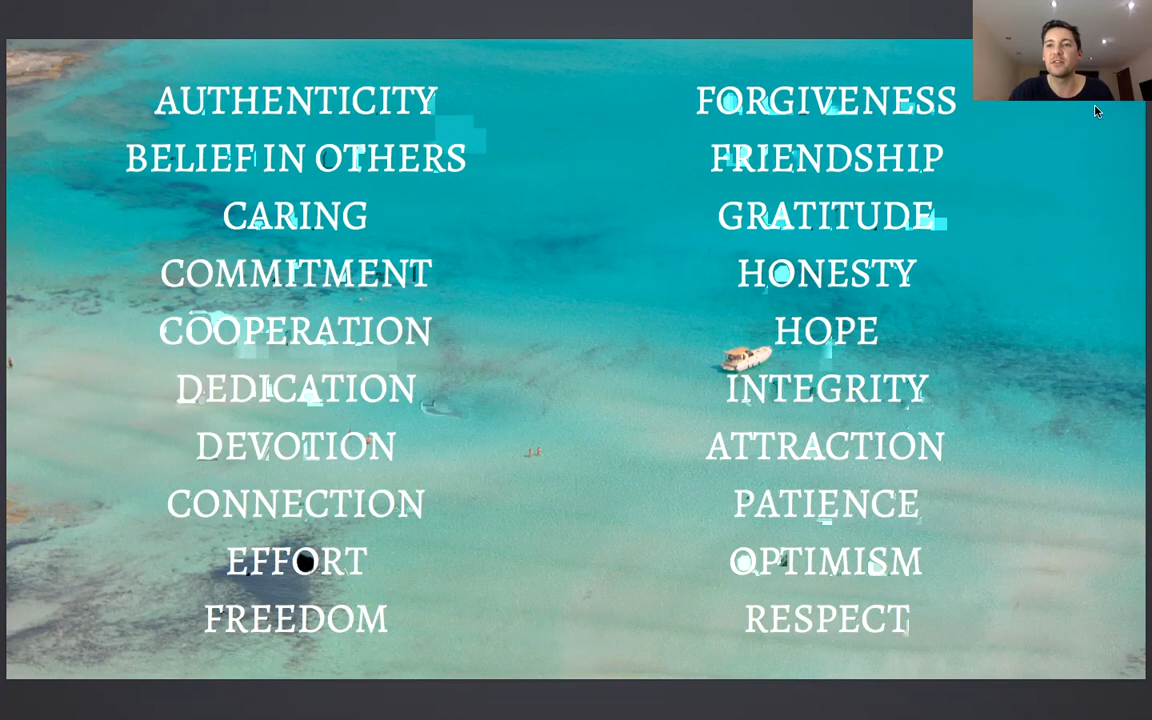 AUTHENTICITY
BELIEF IN OTHERS
CARING
COMMITMENT
COOPERATION
DEDICATION
DEVOTION
CONNECTION
EFFORT
FREEDOM
FORGIVENESS
FRIENDSHIP
GRATITUDE
HONESTY
HOPE
INTEGRITY
ATTRACTION
PATIENCE
OPTIMISM
RESPECT